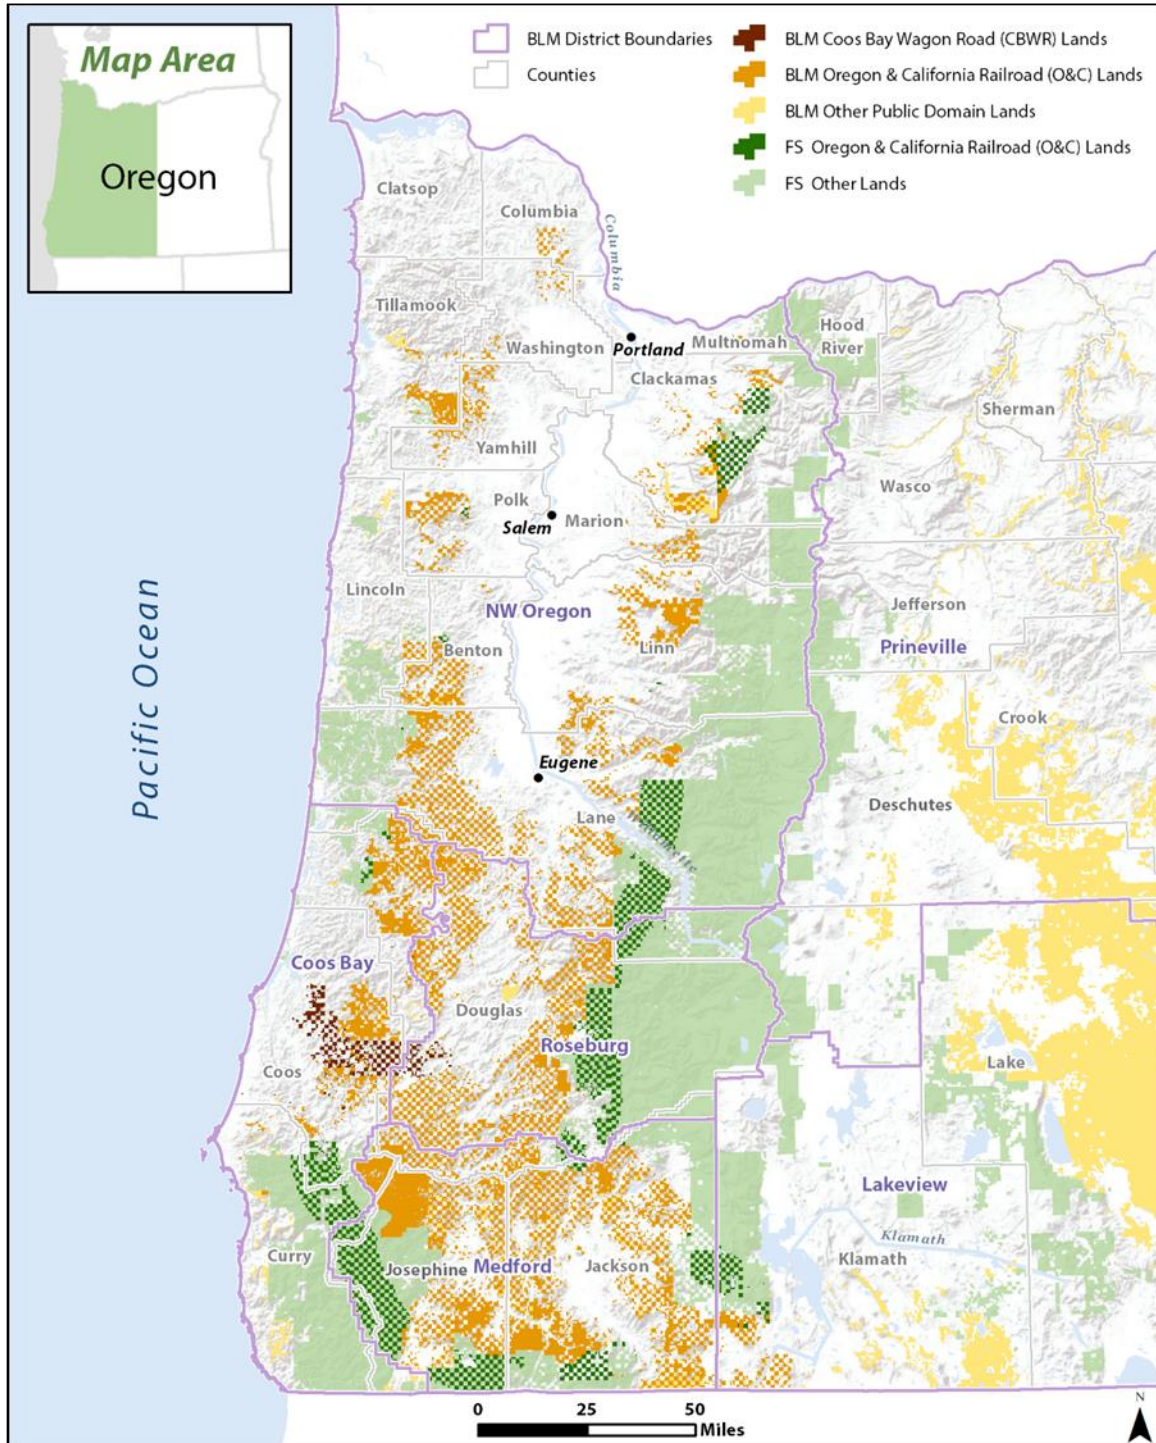 Map Area
Oregon
BLM District Boundaries
Counties
BLM Coos Bay Wagon Road (CBWR) Lands
BLM Oregon & California Railroad (O&C) Lands
BLM Other Public Domain Lands
FS Oregon & California Railroad (O&C) Lands
FS Other Lands
Clatsop
Columbia
Columbia
Tillamook
Washington
Portland
Multnomah
Hood
River
Clackamas
Sherman
Yamhill
Wasco
Polk
Salem
Marion
Lincoln
NW Oregon
Jefferson
Benton
Linn
Prineville
Crook
Pacific Ocean
Eugene
Deschutes
Lane
Willamette
Coos Bay
Douglas
Roseburg
Coos
Lake
Lakeview
Klamath
Curry
Josephine
Medford
Jackson
Klamath
N
0
25
50
Miles